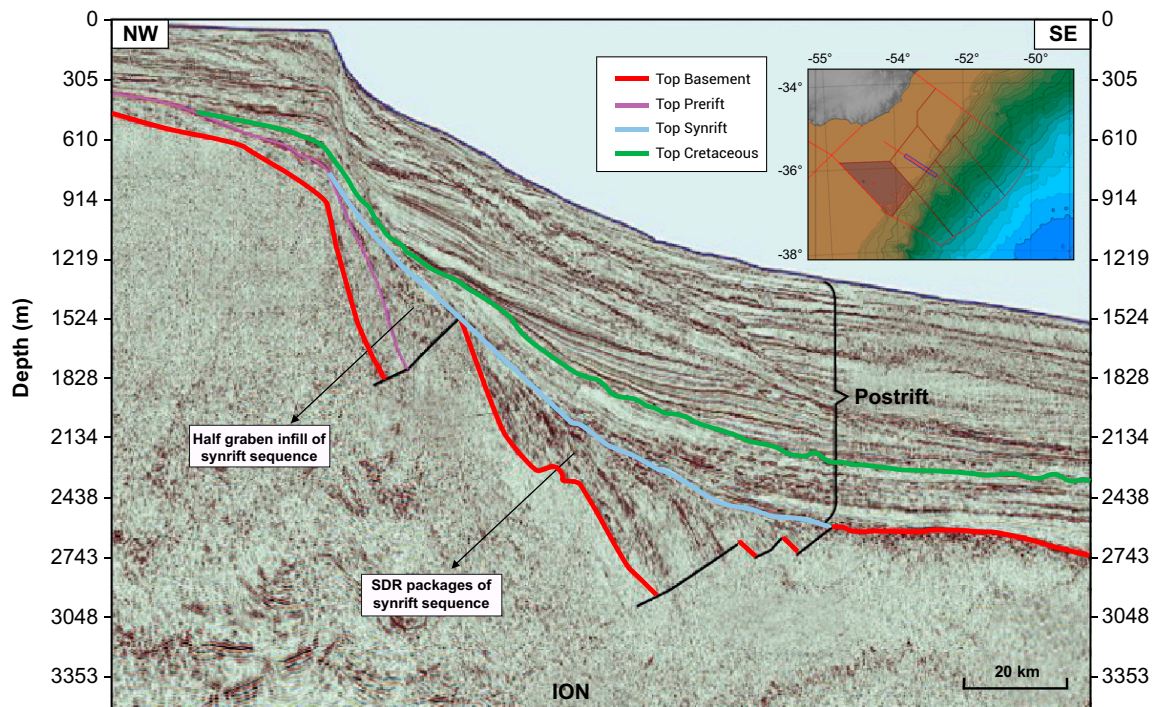 NW
SE
0
305
610
914
1219
1524
1828
2134
2438
2743
3048
3353
Depth (m)
0
305
610
914
1219
1524
1828
2134
2438
2743
3048
3353
Top Basement
Top Prerift
Top Synrift
Top Cretaceous
-55°
-54°
-52°
-50°
-34°
-36°
-38°
Postrift
Half graben infill of
synrift sequence
SDR packages of
synrift sequence
ION
20 km